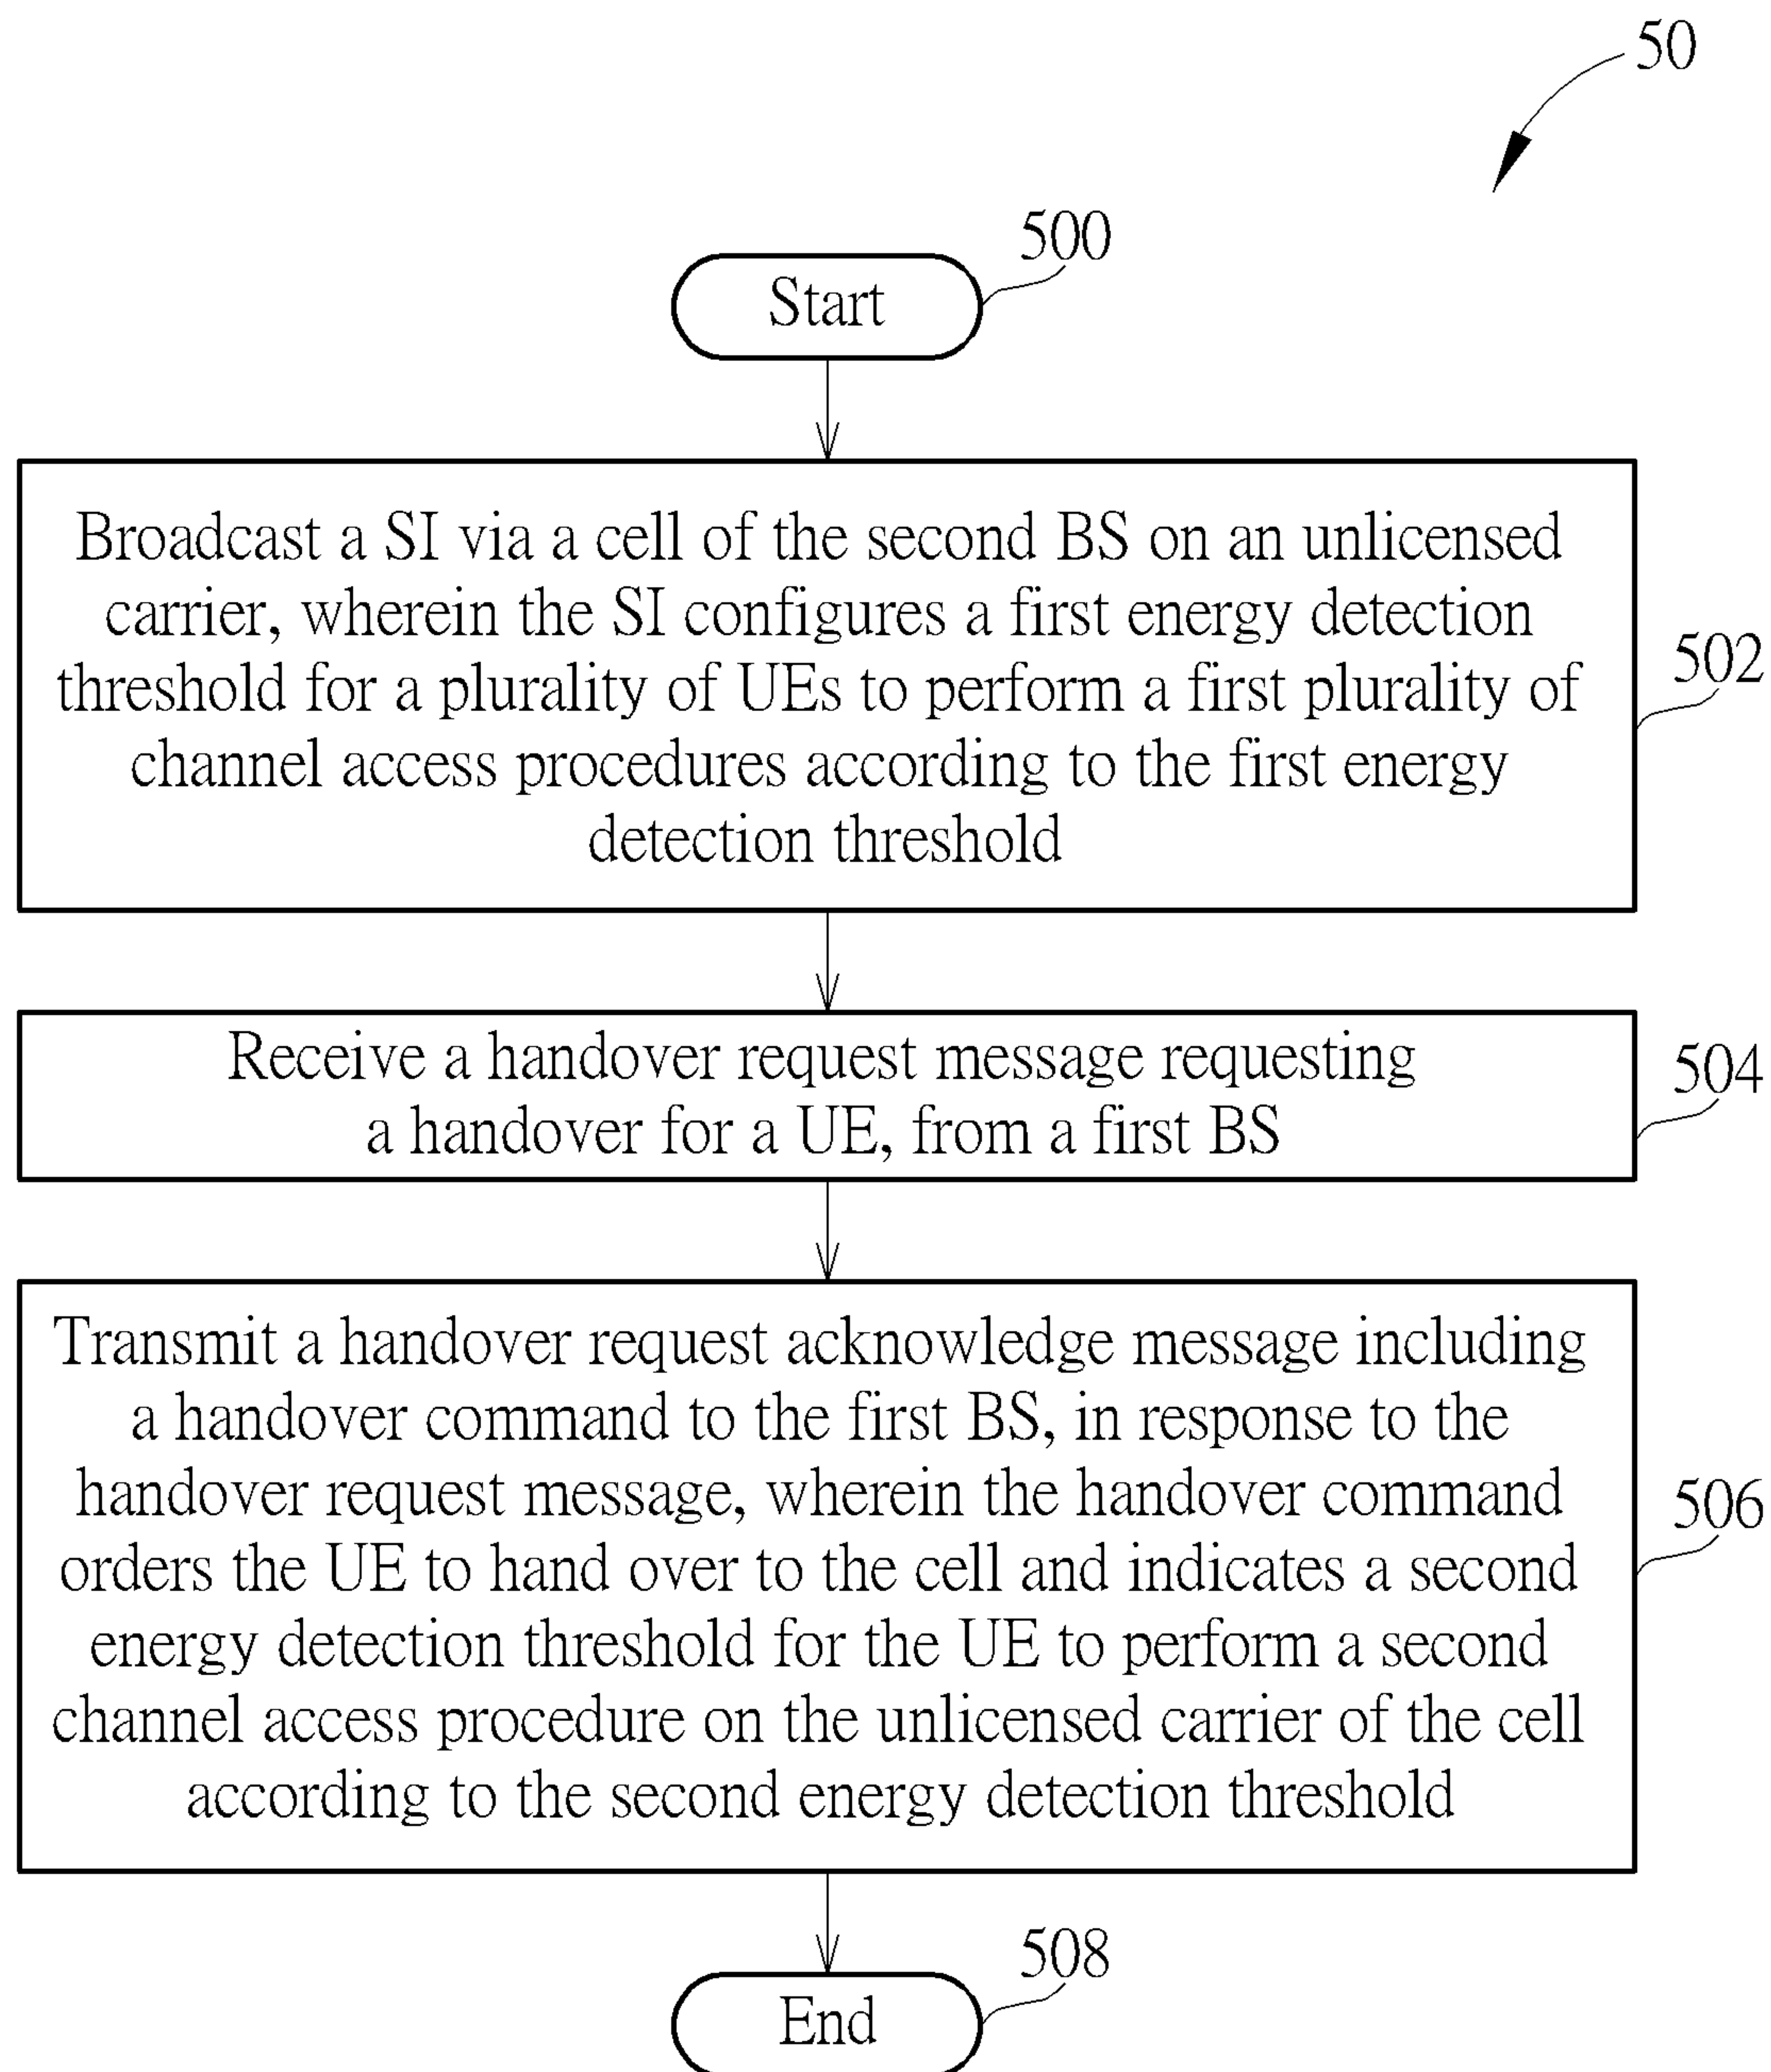 50
500
Start
Broadcast a SI via a cell of the second BS on an unlicensed
carrier, wherein the SI configures a first energy detection
threshold for a plurality of UEs to perform a first plurality of
channel access procedures according to the first energy
detection threshold
502
Receive a handover request message requesting
a handover for a UE, from a first BS
504
Transmit a handover request acknowledge message including
a handover command to the first BS, in response to the
handover request message, wherein the handover command
orders the UE to hand over to the cell and indicates a second
energy detection threshold for the UE to perform a second
channel access procedure on the unlicensed carrier of the cell
according to the second energy detection threshold
506
508
End